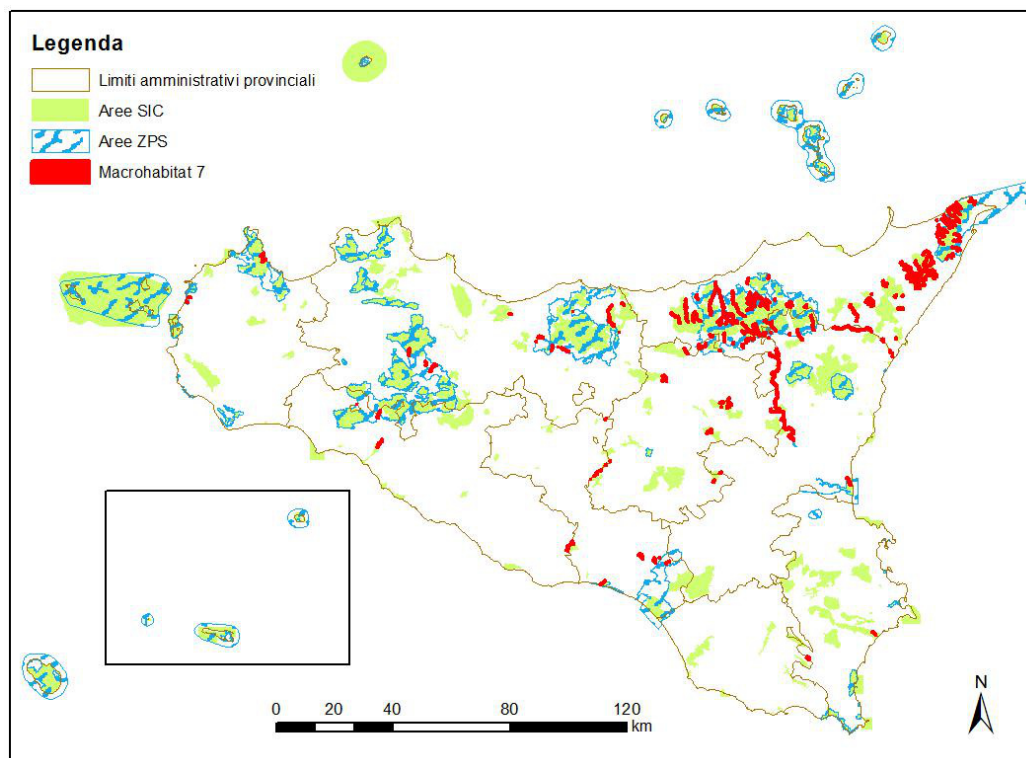 Legenda
Limiti amministrativi provinciali
Aree SIC
Aree ZPS
Macrohabitat 7
N
0 20 40 80 120
km